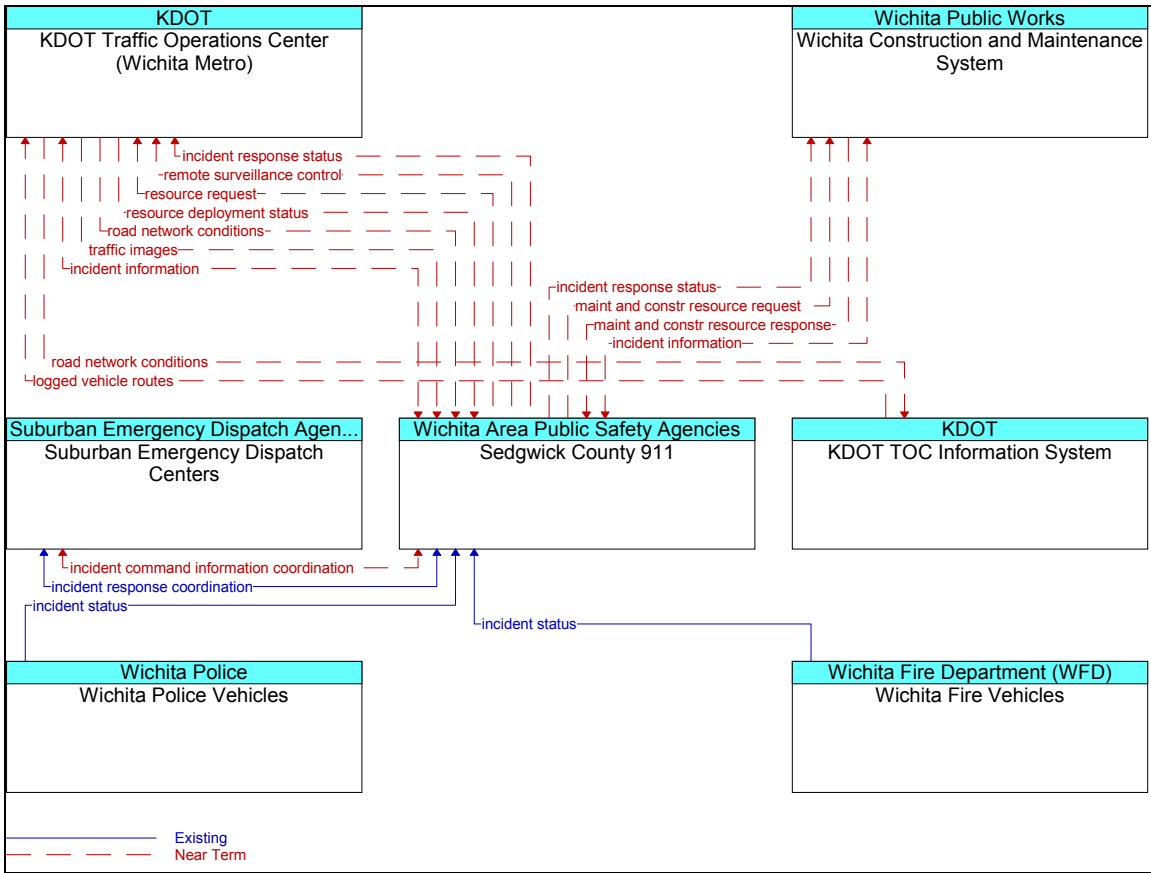 KDOT
KDOT Traffic Operations Center
(Wichita Metro)
Wichita Public Works
Wichita Construction and Maintenance
System
incident response status
remote surveillance control
resource request
resource deployment status
road network conditions
traffic images
incident information
incident response status
maint and constr resource request
maint and constr resource response
incident information
road network conditions
logged vehicle routes
Suburban Emergency Dispatch Agen...
Suburban Emergency Dispatch
Centers
Wichita Area Public Safety Agencies
Sedgwick County 911
KDOT
KDOT TOC Information System
incident command information coordination
incident response coordination
incident status
incident status
Wichita Police
Wichita Police Vehicles
Wichita Fire Department (WFD)
Wichita Fire Vehicles
Existing
Near Term